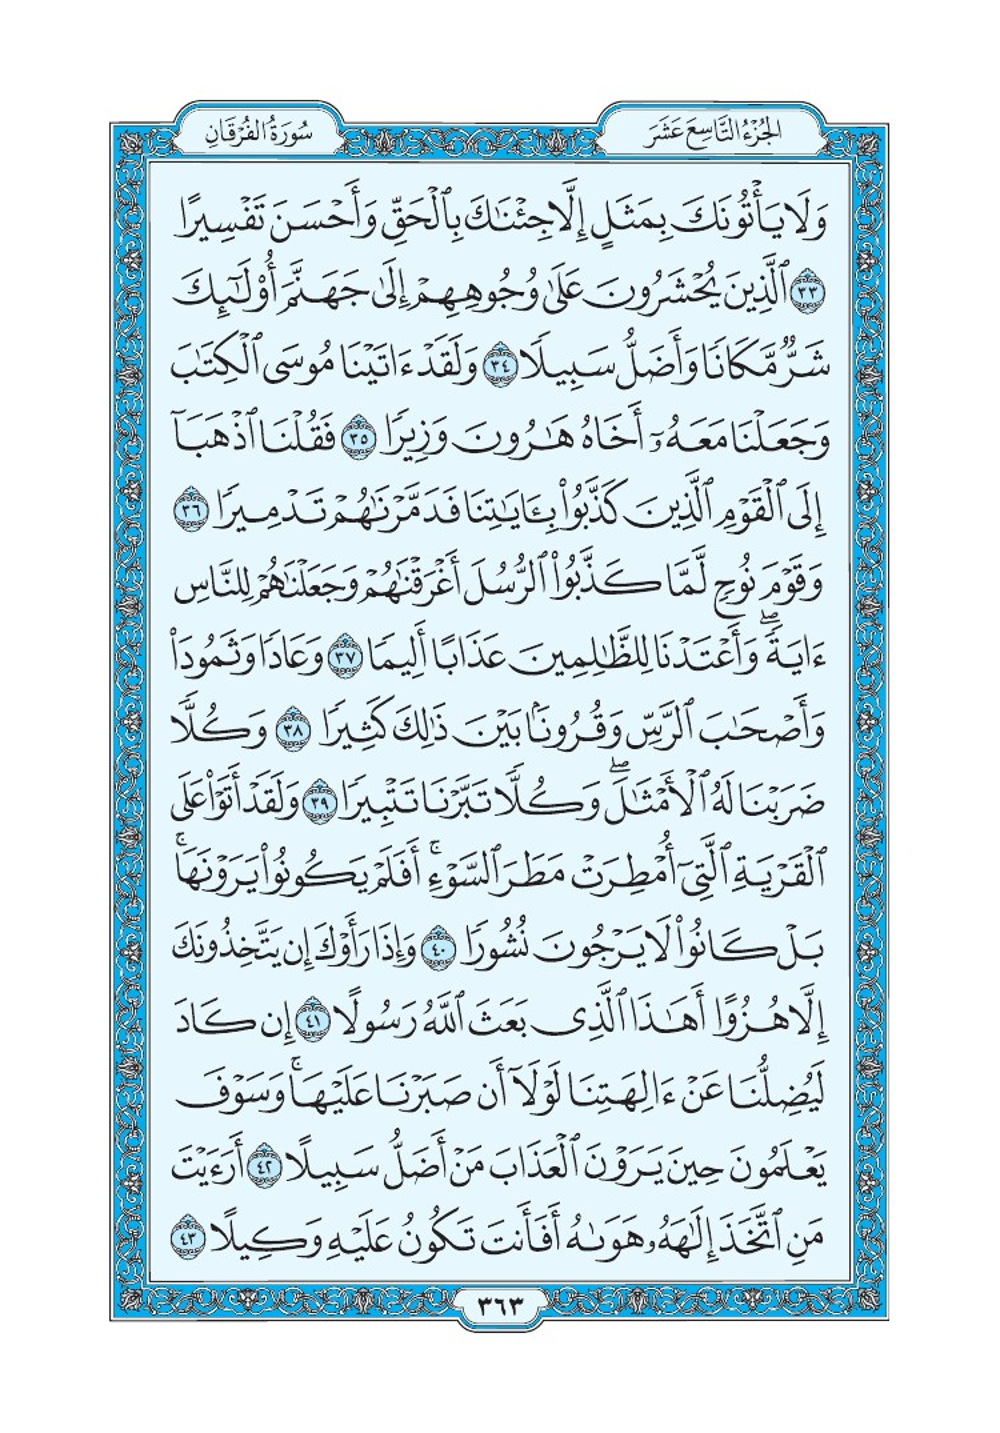 الجُزْءُ التَّاسِعَ عَشَرَ
سُورَةُ الفُرْقَانِ
وَلَا يَأْتُونَكَ بِمَثَلٍ إِلَّا جِئْنَٰكَ بِٱلْحَقِّ وَأَحْسَنَ تَفْسِيرًا
٣٣ ٱلَّذِينَ يُحْشَرُونَ عَلَىٰ وُجُوهِهِمْ إِلَىٰ جَهَنَّمَ أُو۟لَٰٓئِكَ
شَرٌّ مَّكَانًا وَأَضَلُّ سَبِيلًا ٣٤ وَلَقَدْ ءَاتَيْنَا مُوسَى ٱلْكِتَٰبَ
وَجَعَلْنَا مَعَهُۥٓ أَخَاهُ هَٰرُونَ وَزِيرًا ٣٥ فَقُلْنَا ٱذْهَبَآ
إِلَى ٱلْقَوْمِ ٱلَّذِينَ كَذَّبُوا۟ بِـَٔايَٰتِنَا فَدَمَّرْنَٰهُمْ تَدْمِيرًا ٣٦
وَقَوْمَ نُوحٍ لَّمَّا كَذَّبُوا۟ ٱلرُّسُلَ أَغْرَقْنَٰهُمْ وَجَعَلْنَٰهُمْ لِلنَّاسِ
ءَايَةً ۖ وَأَعْتَدْنَا لِلظَّٰلِمِينَ عَذَابًا أَلِيمًا ٣٧ وَعَادًا وَثَمُودَا۟
وَأَصْحَٰبَ ٱلرَّسِّ وَقُرُونًۢا بَيْنَ ذَٰلِكَ كَثِيرًا ٣٨ وَكُلًّا
ضَرَبْنَا لَهُ ٱلْأَمْثَٰلَ ۖ وَكُلًّا تَبَّرْنَا تَتْبِيرًا ٣٩ وَلَقَدْ أَتَوْا۟ عَلَى
ٱلْقَرْيَةِ ٱلَّتِىٓ أُمْطِرَتْ مَطَرَ ٱلسَّوْءِ ۚ أَفَلَمْ يَكُونُوا۟ يَرَوْنَهَا ۚ
بَلْ كَانُوا۟ لَا يَرْجُونَ نُشُورًا ٤٠ وَإِذَا رَأَوْكَ إِن يَتَّخِذُونَكَ
إِلَّا هُزُوًا أَهَٰذَا ٱلَّذِى بَعَثَ ٱللَّهُ رَسُولًا ٤١ إِن كَادَ
لَيُضِلُّنَا عَنْ ءَالِهَتِنَا لَوْلَآ أَن صَبَرْنَا عَلَيْهَا ۚ وَسَوْفَ
يَعْلَمُونَ حِينَ يَرَوْنَ ٱلْعَذَابَ مَنْ أَضَلُّ سَبِيلًا ٤٢ أَرَءَيْتَ
مَنِ ٱتَّخَذَ إِلَٰهَهُۥ هَوَىٰهُ أَفَأَنتَ تَكُونُ عَلَيْهِ وَكِيلًا ٤٣
٣٦٣